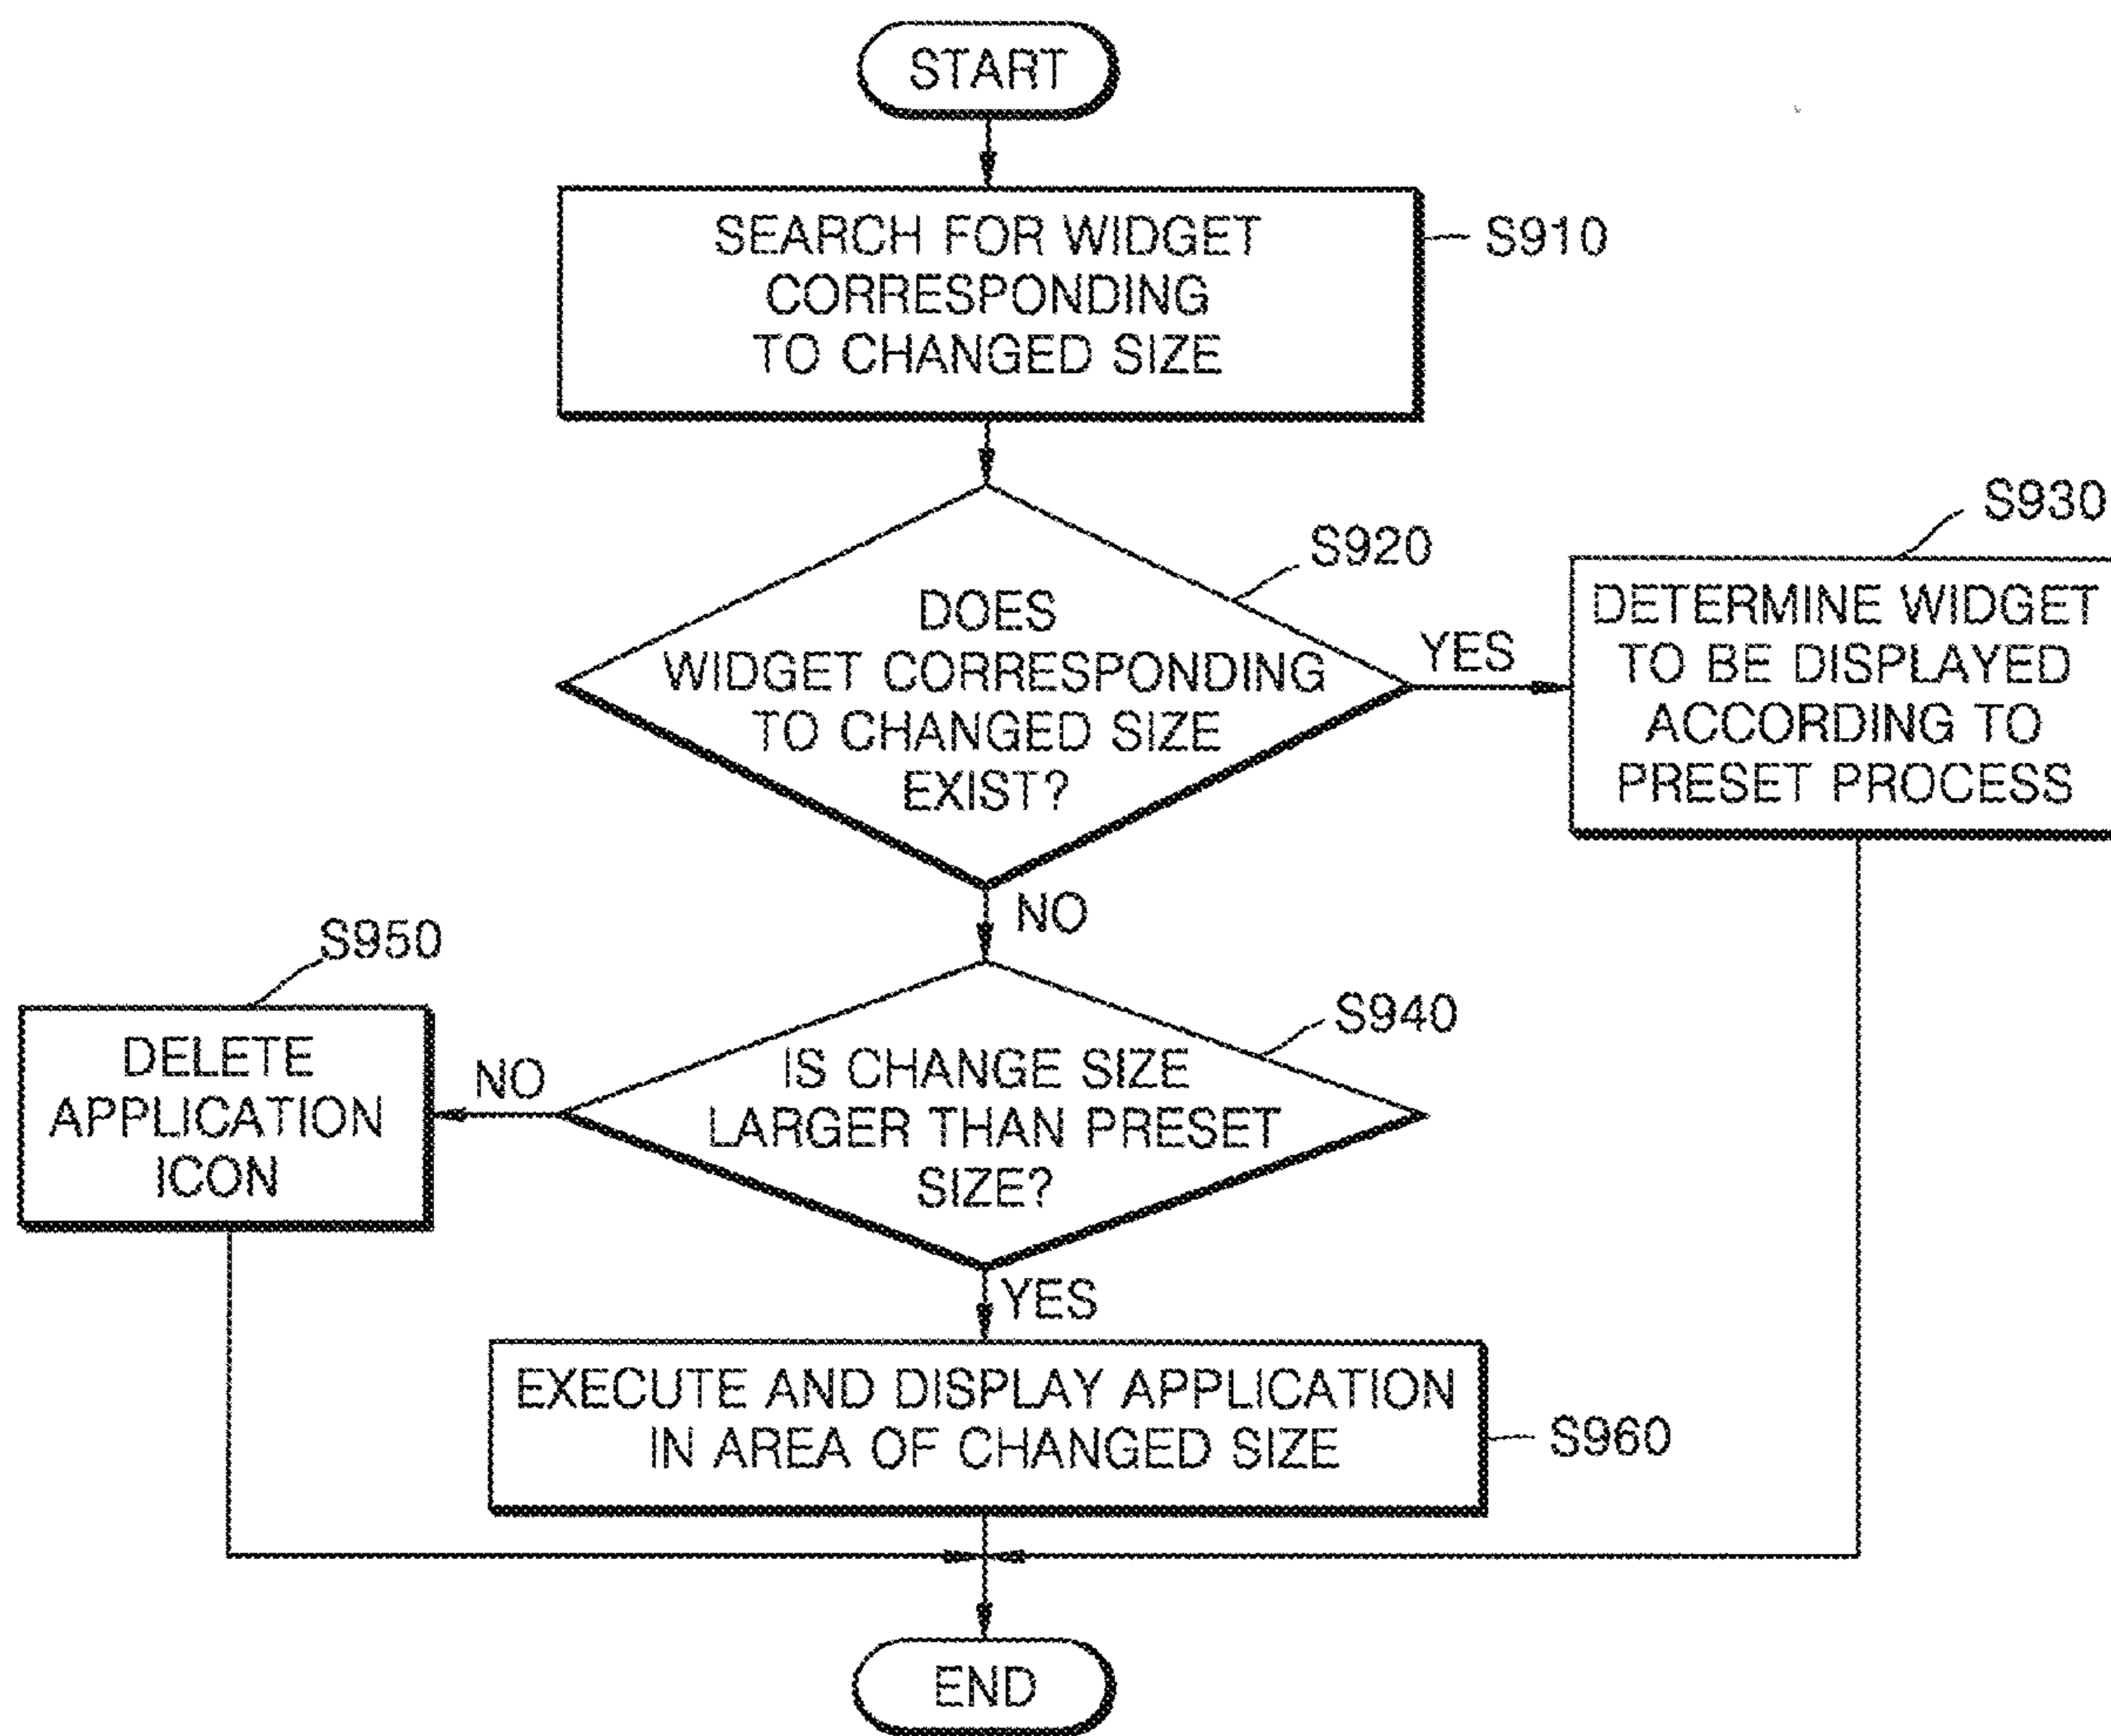 START
SEARCH FOR WIDGET
CORRESPONDING
TO CHANGED SIZE
S910
DOES
WIDGET CORRESPONDING
TO CHANGED SIZE
EXIST?
S920
YES
S930
DETERMINE WIDGET
TO BE DISPLAYED
ACCORDING TO
PRESET PROCESS
NO
IS CHANGE SIZE
LARGER THAN PRESET
SIZE?
S940
NO
S950
DELETE
APPLICATION
ICON
YES
EXECUTE AND DISPLAY APPLICATION
IN AREA OF CHANGED SIZE
S960
END